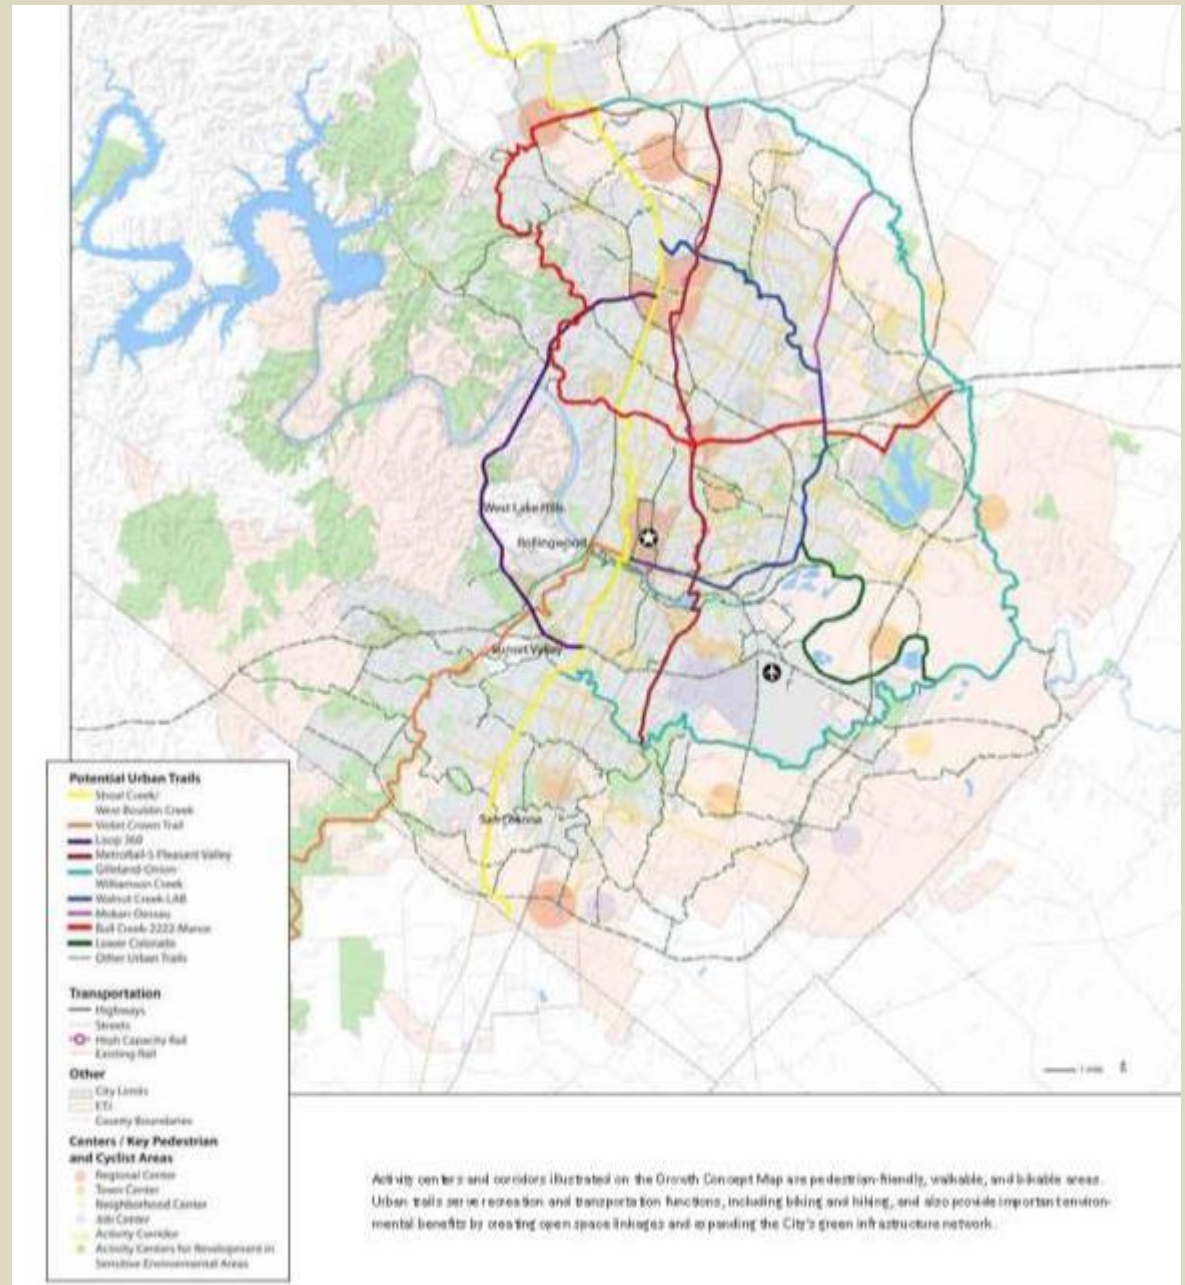 West Lake Hills
Rollingwood
Sunset Valley
San Leanna
Potential Urban Trails
Shoal Creek/
West Bouldin Creek
Violet Crown Trail
Loop 360
MetroRail-S Pleasant Valley
Gilleland-Onion
Williamson Creek
Walnut Creek-LAB
Mokan-Dessau
Bull Creek-2222-Manor
Lower Colorado
Other Urban Trails
Transportation
Highways
Streets
High Capacity Rail
Existing Rail
Other
City Limits
ETJ
County Boundaries
Centers / Key Pedestrian
and Cyclist Areas
Regional Center
Town Center
Neighborhood Center
Job Center
Activity Corridor
Activity Centers for Redevelopment in
Sensitive Environmental Areas
Activity centers and corridors illustrated on the Growth Concept Map are pedestrian-friendly, walkable, and bikable areas.
Urban trails serve recreation and transportation functions, including biking and hiking, and also provide important environ-
mental benefits by creating open space linkages and expanding the City's green infrastructure network.